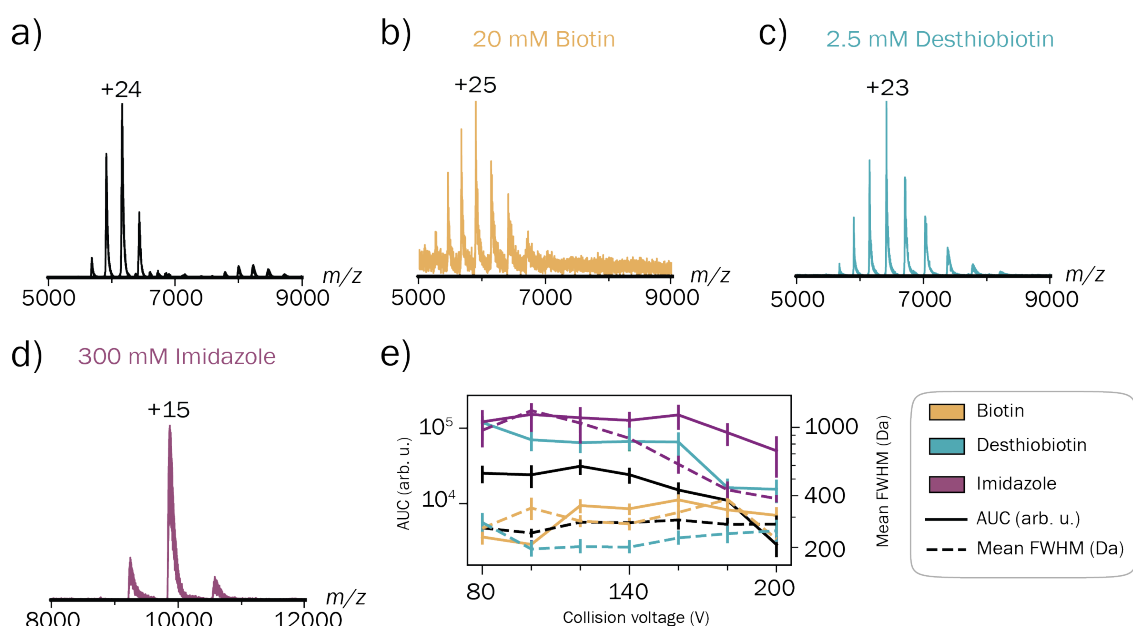 a)
+24
5000 7000 9000 m/z
b) 20 mM Biotin
+25
5000 7000 9000 m/z
c) 2.5 mM Desthiobiotin
+23
5000 7000 9000 m/z
d) 300 mM Imidazole
+15
8000 10000 12000 m/z
e)
AUC (arb. u.)
10⁵
10⁴
Mean FWHM (Da)
1000
400
200
80 140 200
Collision voltage (V)
Biotin
Desthiobiotin
Imidazole
AUC (arb. u.)
Mean FWHM (Da)